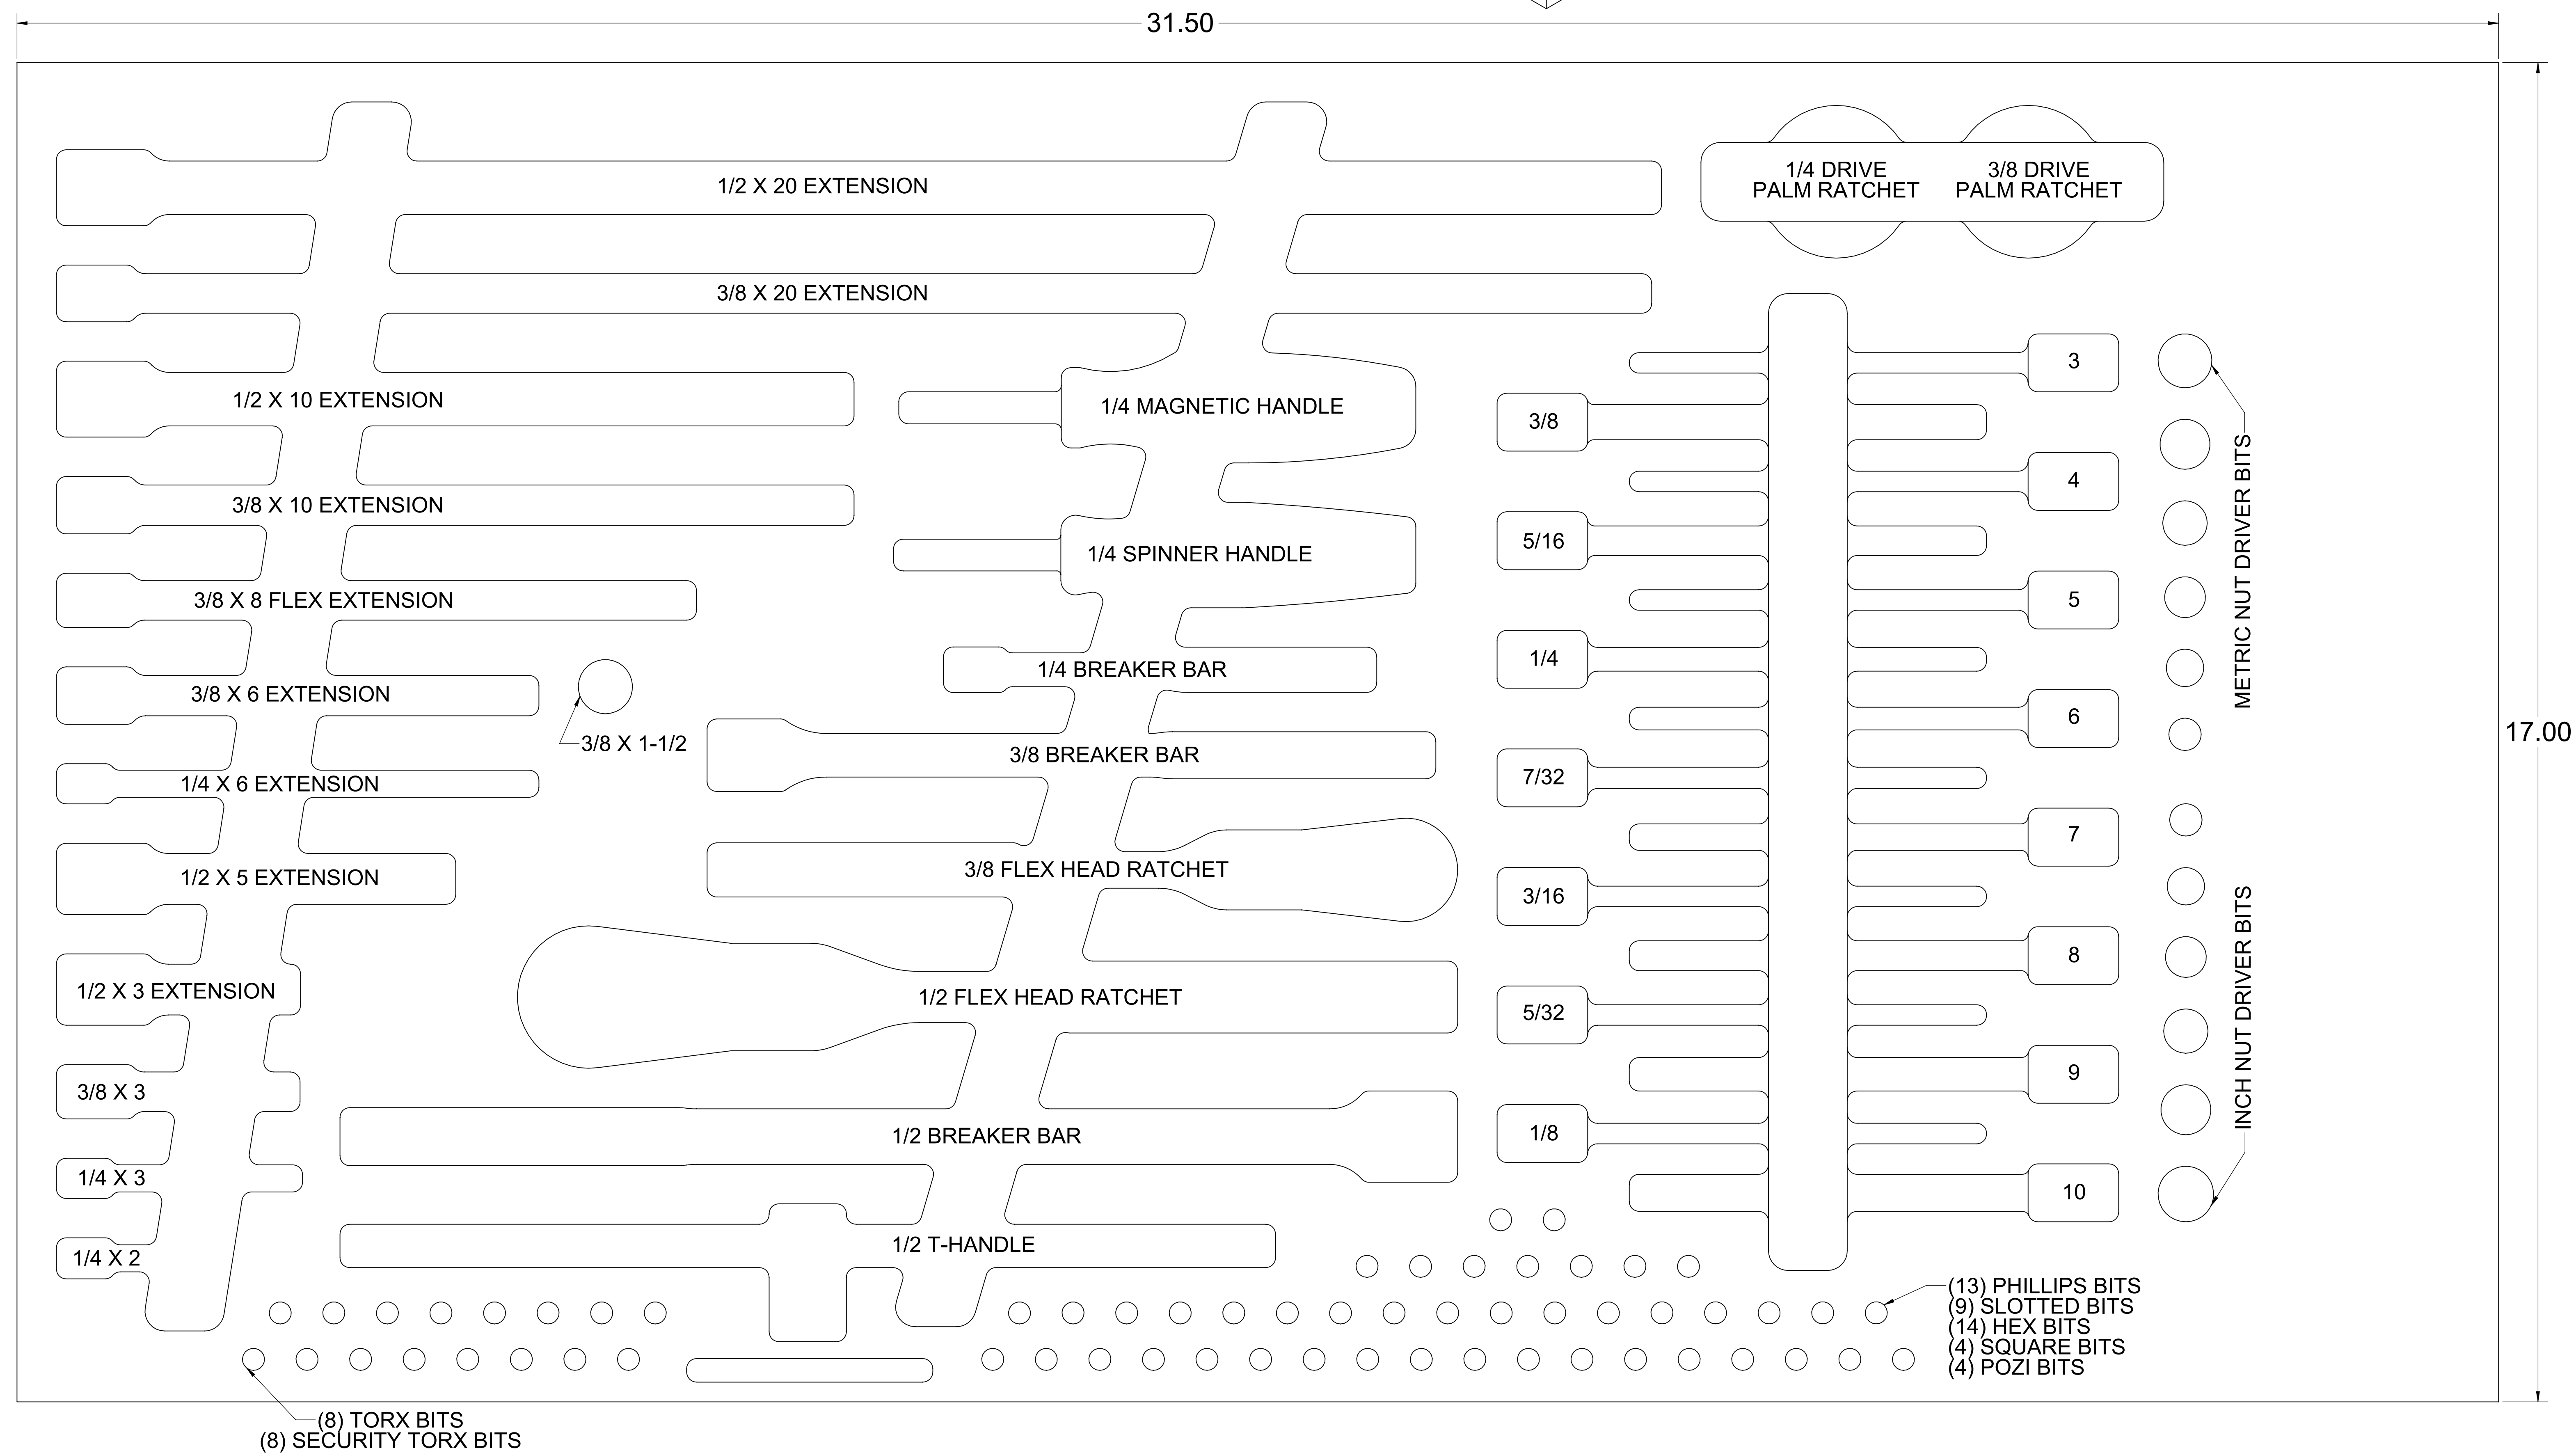 31.50
1/2 X 20 EXTENSION
1/4 DRIVE
PALM RATCHET
3/8 DRIVE
PALM RATCHET
3/8 X 20 EXTENSION
1/2 X 10 EXTENSION
1/4 MAGNETIC HANDLE
3/8 X 10 EXTENSION
1/4 SPINNER HANDLE
3/8 X 8 FLEX EXTENSION
3/8 X 6 EXTENSION
3/8 X 1-1/2
1/4 BREAKER BAR
3/8 BREAKER BAR
1/4 X 6 EXTENSION
1/2 X 5 EXTENSION
3/8 FLEX HEAD RATCHET
1/2 X 3 EXTENSION
1/2 FLEX HEAD RATCHET
3/8 X 3
1/2 BREAKER BAR
1/4 X 3
1/4 X 2
1/2 T-HANDLE
3/8
5/16
1/4
7/32
3/16
5/32
1/8
3
4
5
6
7
8
9
10
METRIC NUT DRIVER BITS
INCH NUT DRIVER BITS
17.00
(13) PHILLIPS BITS
(9) SLOTTED BITS
(14) HEX BITS
(4) SQUARE BITS
(4) POZI BITS
(8) TORX BITS
(8) SECURITY TORX BITS